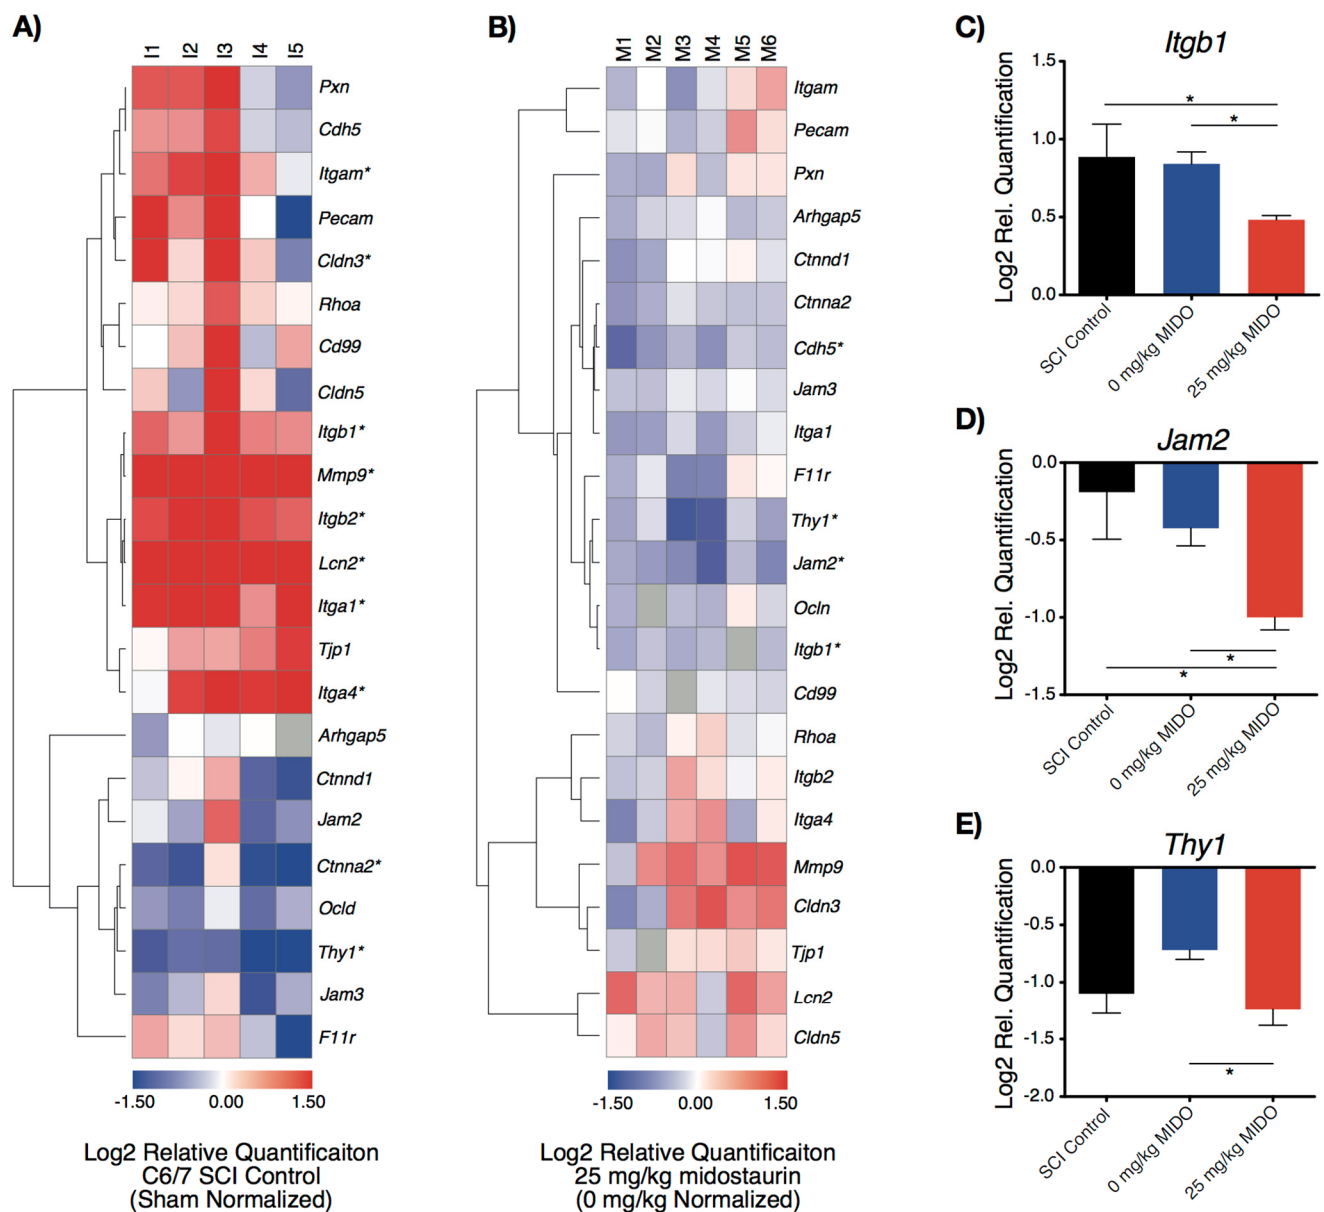 A)
I1 I2 I3 I4 I5
Pxn
Cdh5
Itgam*
Pecam
Cldn3*
Rhoa
Cd99
Cldn5
Itgb1*
Mmp9*
Itgb2*
Lcn2*
Itga1*
Tjp1
Itga4*
Arhgap5
Ctnnd1
Jam2
Ctnna2*
Ocld
Thy1*
Jam3
F11r
-1.50 0.00 1.50
Log2 Relative Quantificaiton
C6/7 SCI Control
(Sham Normalized)
B)
M1 M2 M3 M4 M5 M6
Itgam
Pecam
Pxn
Arhgap5
Ctnnd1
Ctnna2
Cdh5*
Jam3
Itga1
F11r
Thy1*
Jam2*
Ocln
Itgb1*
Cd99
Rhoa
Itgb2
Itga4
Mmp9
Cldn3
Tjp1
Lcn2
Cldn5
-1.50 0.00 1.50
Log2 Relative Quantificaiton
25 mg/kg midostaurin
(0 mg/kg Normalized)
C)
Itgb1
Log2 Rel. Quantification
1.5
1.0
0.5
0.0
*
*
SCI Control
0 mg/kg MIDO
25 mg/kg MIDO
D)
Jam2
Log2 Rel. Quantification
0.0
-0.5
-1.0
-1.5
*
*
SCI Control
0 mg/kg MIDO
25 mg/kg MIDO
E)
Thy1
Log2 Rel. Quantification
0.0
-0.5
-1.0
-1.5
-2.0
*
SCI Control
0 mg/kg MIDO
25 mg/kg MIDO